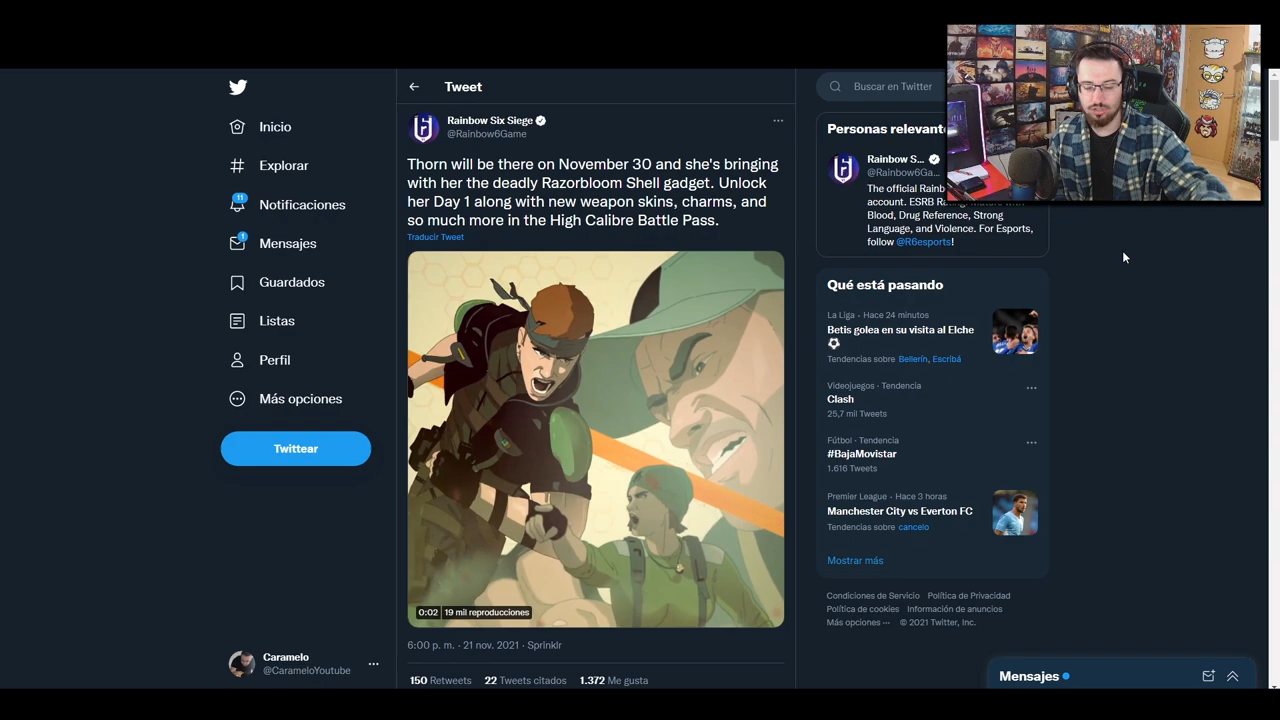 Inicio
Explorar
11
Notificaciones
1
Mensajes
Guardados
Listas
Perfil
Más opciones
Twittear
Caramelo
@CarameloYoutube
Tweet
Rainbow Six Siege
@Rainbow6Game
Thorn will be there on November 30 and she's bringing
with her the deadly Razorbloom Shell gadget. Unlock
her Day 1 along with new weapon skins, charms, and
so much more in the High Calibre Battle Pass.
Traducir Tweet
0:02 19 mil reproducciones
6:00 p. m. · 21 nov. 2021 · Sprinklr
150 Retweets 22 Tweets citados 1.372 Me gusta
Buscar en Twitter
Personas relevant
Rainbow S...
@Rainbow6Ga...
The official Rainb
account. ESRB
Blood, Drug Reference, Strong
Language, and Violence. For Esports,
follow @R6esports!
Qué está pasando
La Liga · Hace 24 minutos
Betis golea en su visita al Elche
⚽
Tendencias sobre Bellerín, Escribá
Videojuegos · Tendencia
Clash
25,7 mil Tweets
Fútbol · Tendencia
#BajaMovistar
1.616 Tweets
Premier League · Hace 3 horas
Manchester City vs Everton FC
Tendencias sobre cancelo
Mostrar más
Condiciones de Servicio Política de Privacidad
Política de cookies Información de anuncios
Más opciones ··· © 2021 Twitter, Inc.
Mensajes